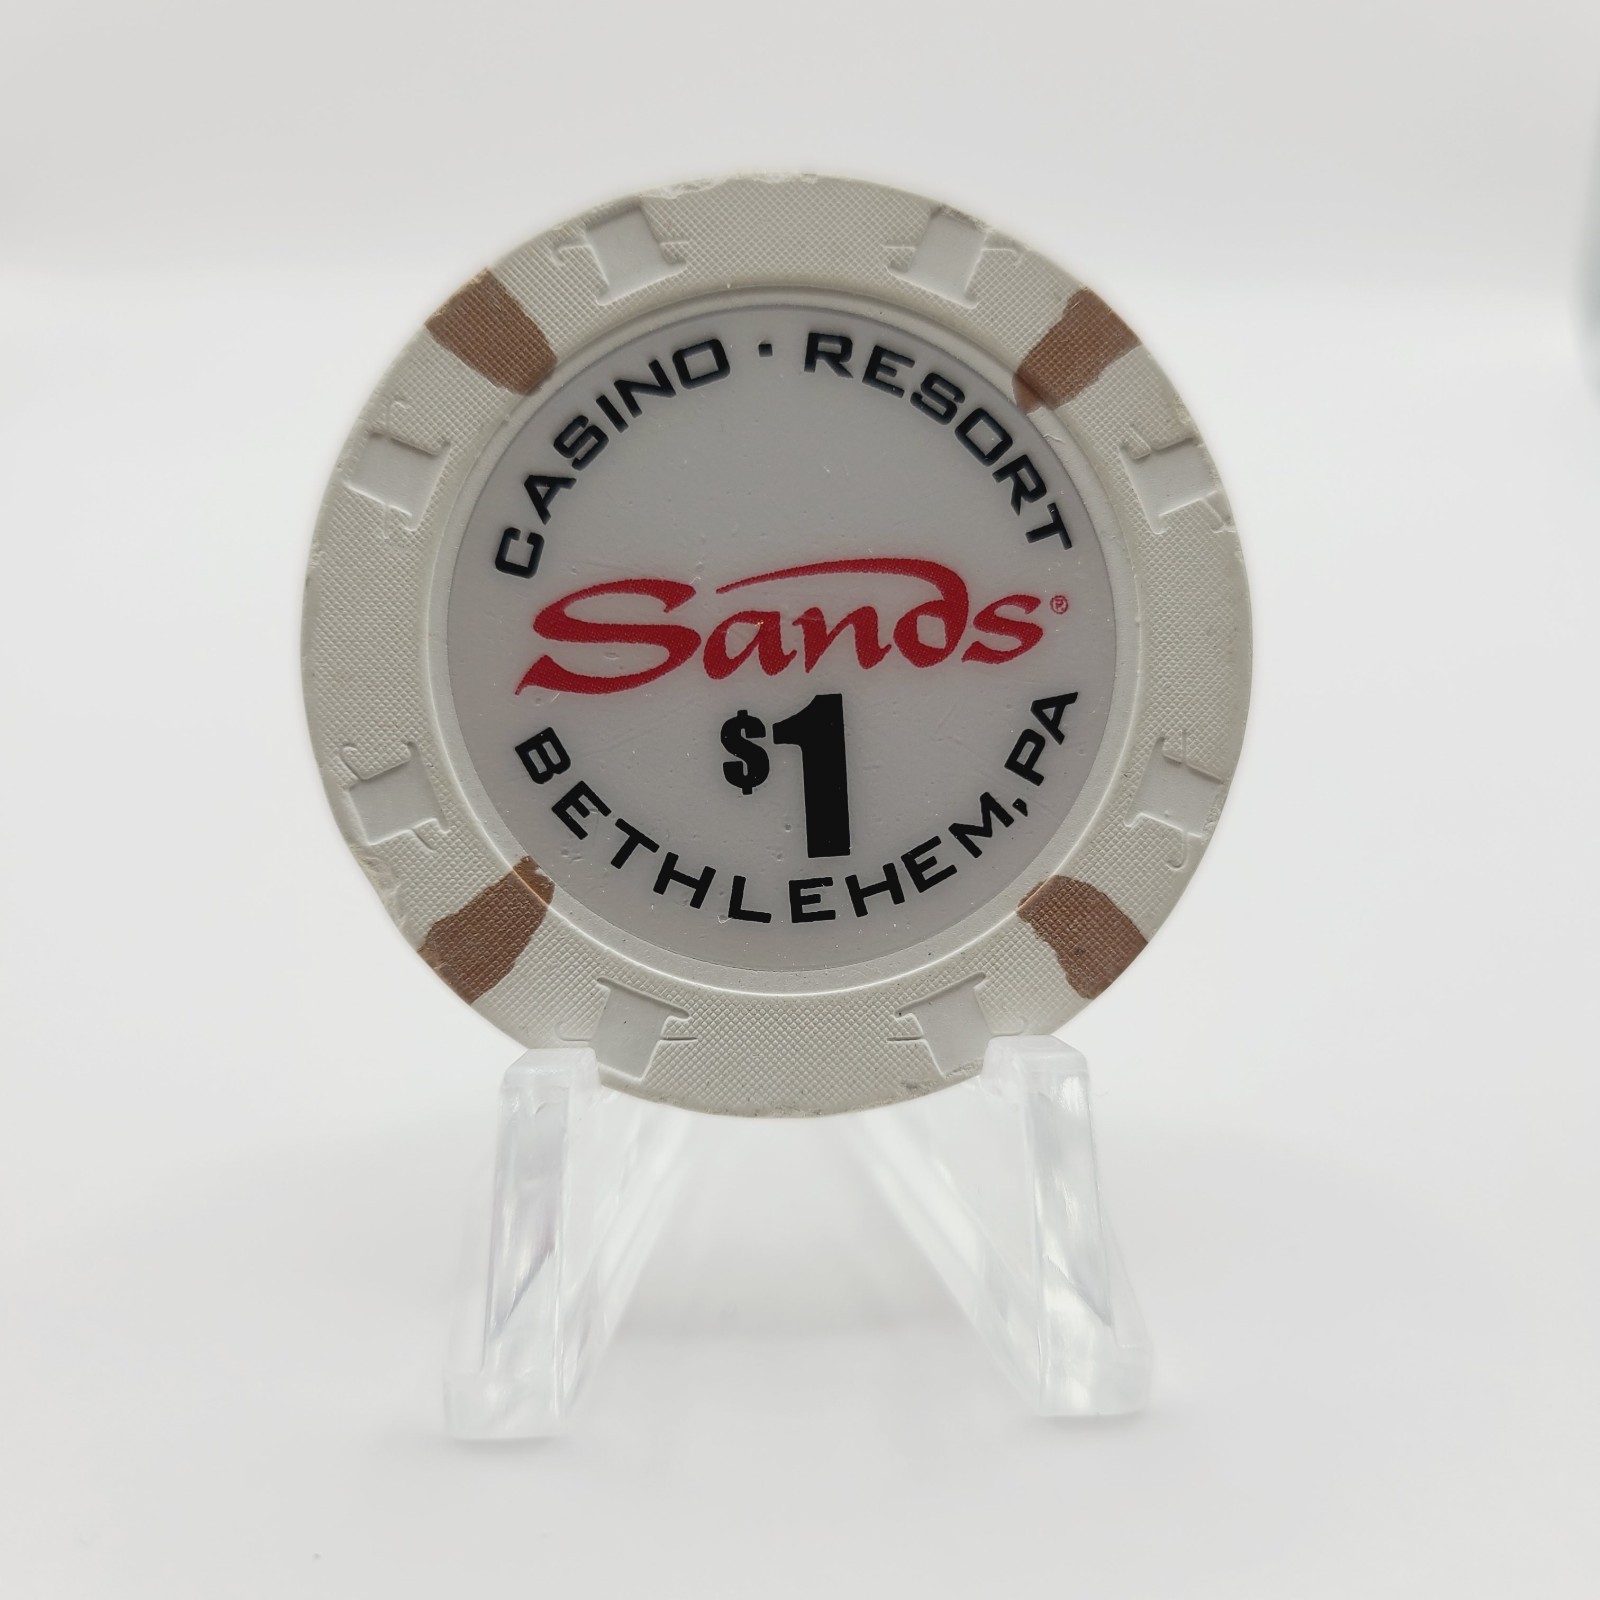 CASINO · RESORT
Sands®
$1
BETHLEHEM, PA